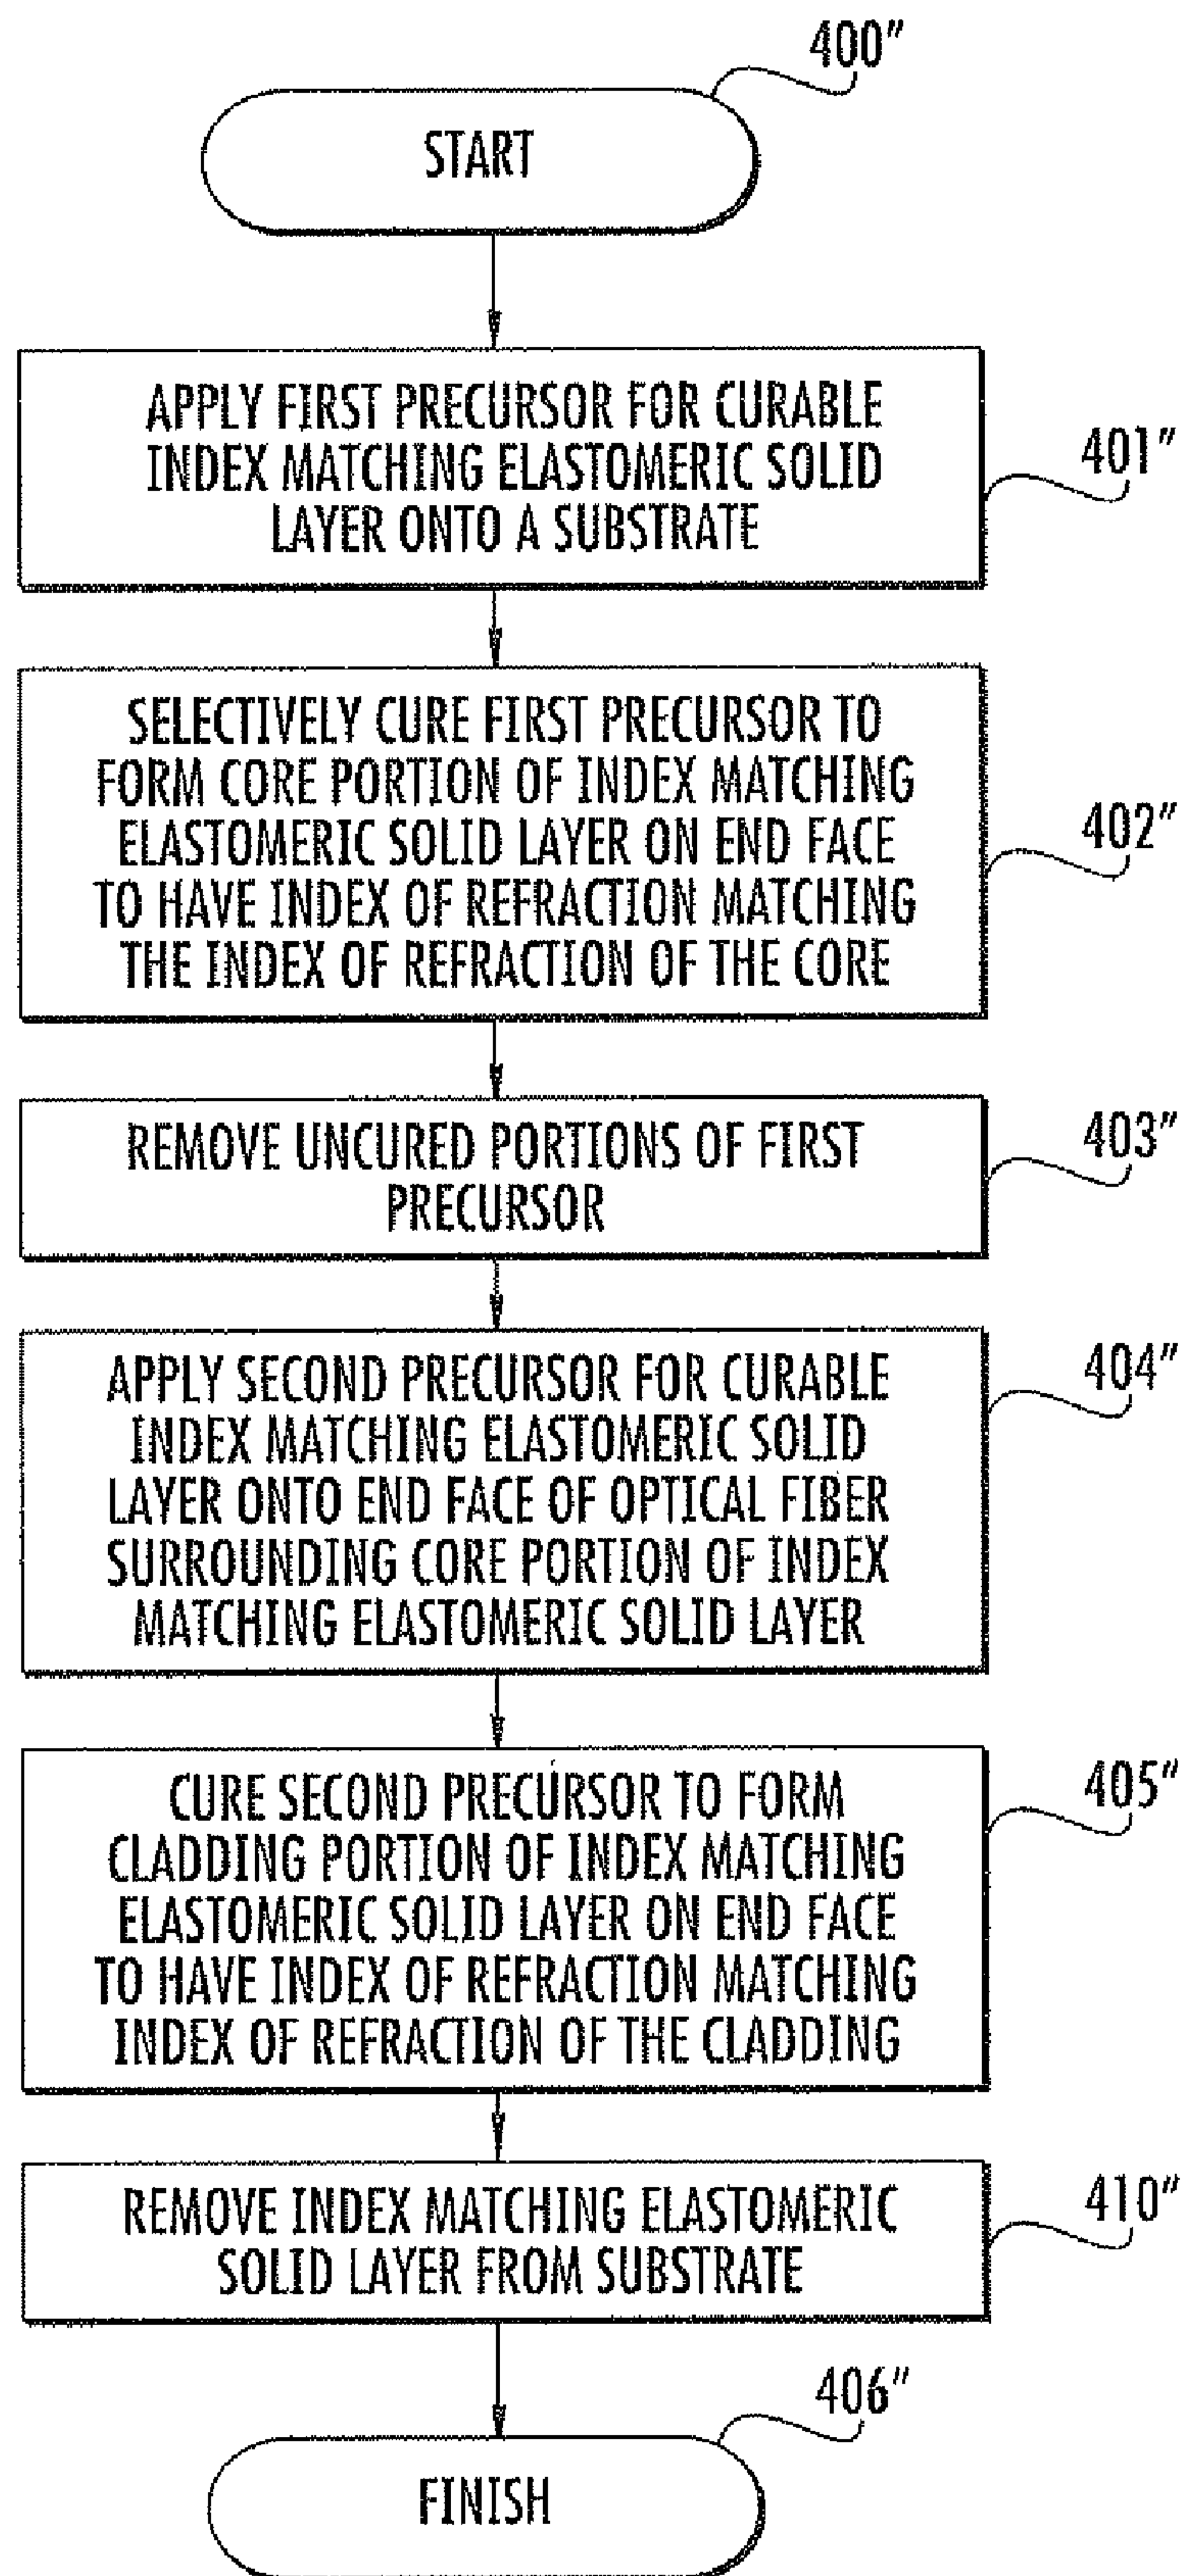 400"
START
APPLY FIRST PRECURSOR FOR CURABLE
INDEX MATCHING ELASTOMERIC SOLID
LAYER ONTO A SUBSTRATE
401"
SELECTIVELY CURE FIRST PRECURSOR TO
FORM CORE PORTION OF INDEX MATCHING
ELASTOMERIC SOLID LAYER ON END FACE
TO HAVE INDEX OF REFRACTION MATCHING
THE INDEX OF REFRACTION OF THE CORE
402"
REMOVE UNCURED PORTIONS OF FIRST
PRECURSOR
403"
APPLY SECOND PRECURSOR FOR CURABLE
INDEX MATCHING ELASTOMERIC SOLID
LAYER ONTO END FACE OF OPTICAL FIBER
SURROUNDING CORE PORTION OF INDEX
MATCHING ELASTOMERIC SOLID LAYER
404"
CURE SECOND PRECURSOR TO FORM
CLADDING PORTION OF INDEX MATCHING
ELASTOMERIC SOLID LAYER ON END FACE
TO HAVE INDEX OF REFRACTION MATCHING
INDEX OF REFRACTION OF THE CLADDING
405"
REMOVE INDEX MATCHING ELASTOMERIC
SOLID LAYER FROM SUBSTRATE
410"
406"
FINISH